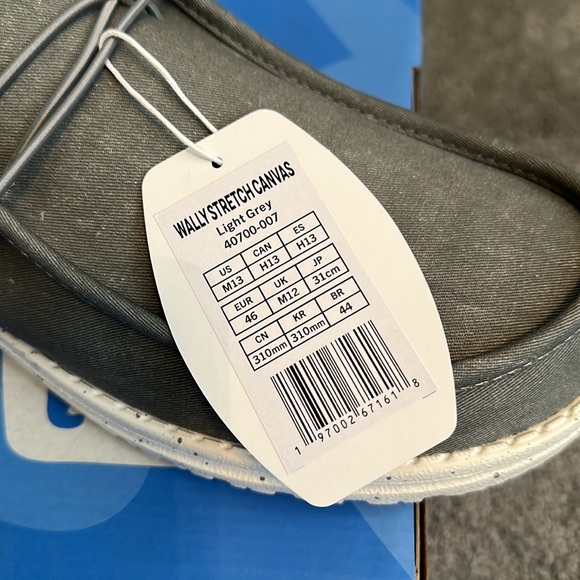 WALLY STRETCH CANVAS
Light Grey
40700-007
US CAN ES
M13 H13 H13
EUR UK JP
46 M12 31cm
CN KR BR
310mm 310mm 44
1 97002 67161 8